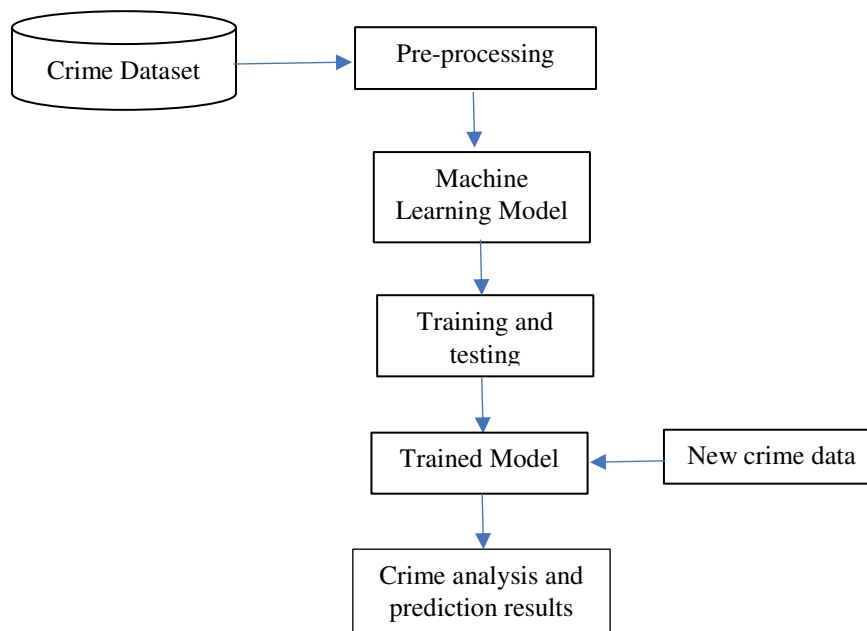 Crime Dataset
Pre-processing
Machine
Learning Model
Training and
testing
Trained Model
New crime data
Crime analysis and
prediction results